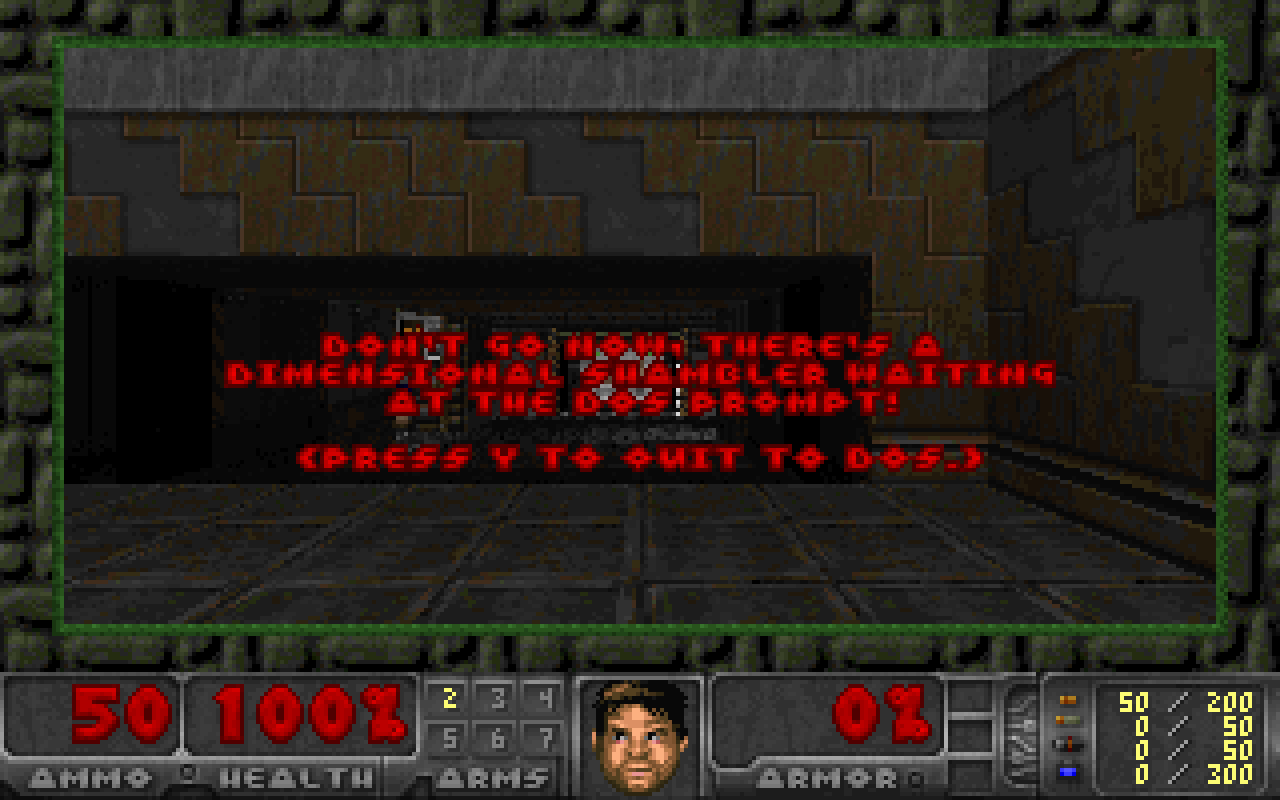 DON'T GO NOW, THERE'S A
DIMENSIONAL SHAMBLER WAITING
AT THE DOS PROMPT!
(PRESS Y TO QUIT TO DOS.)
50 100% 2 3 4 0% 50 / 200
0 / 50
5 6 7 0 / 50
AMMO HEALTH ARMS ARMOR 0 / 300